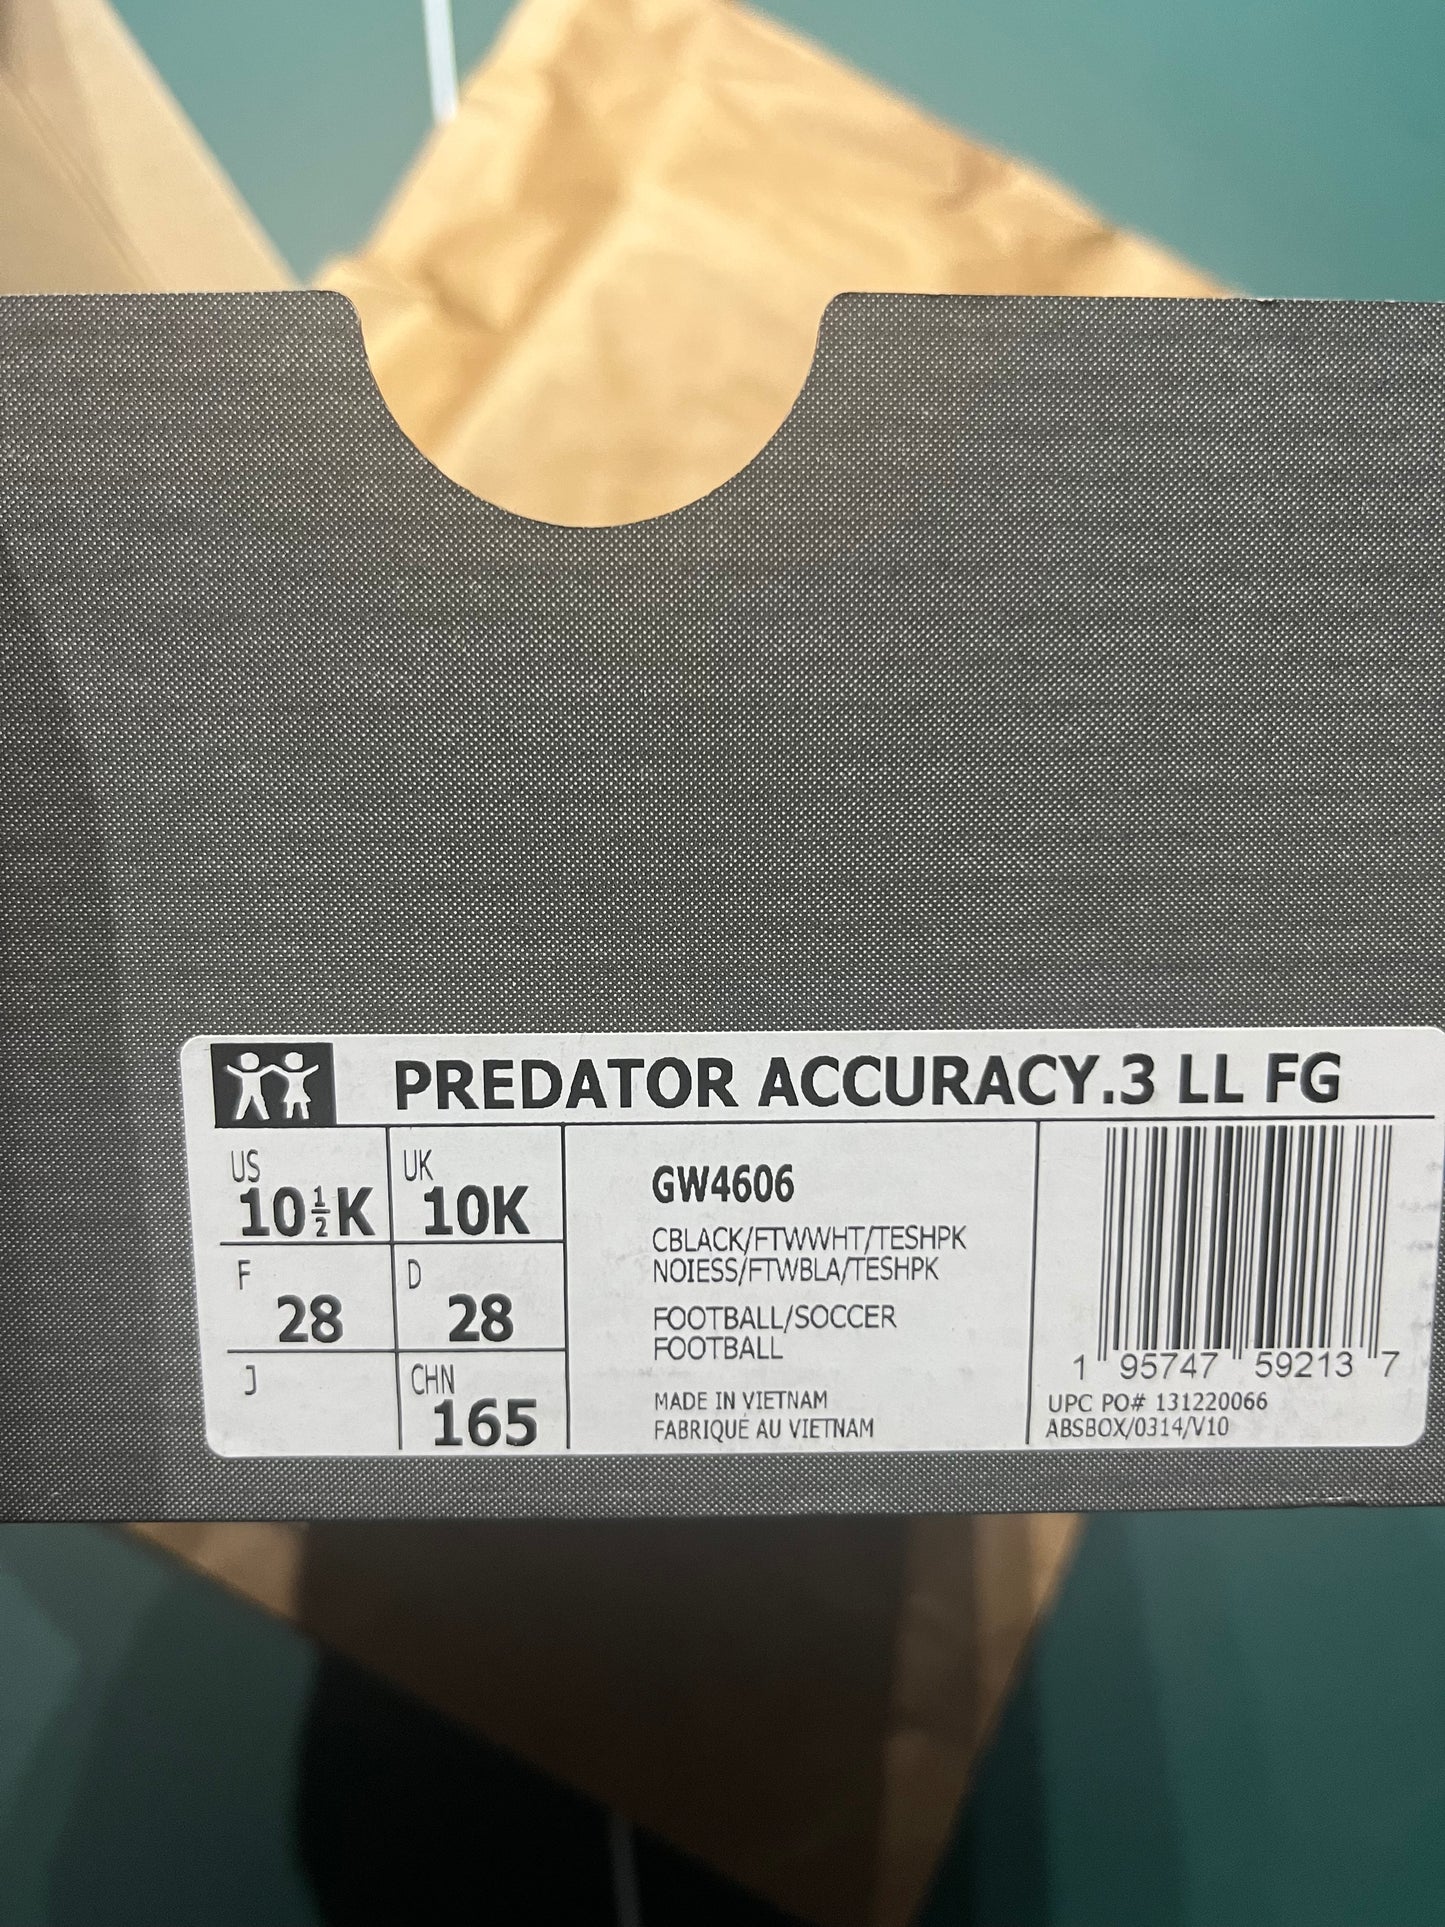 PREDATOR ACCURACY.3 LL FG
US
10½K
UK
10K
F
28
D
28
J
CHN
165
GW4606
CBLACK/FTWWHT/TESHPK
NOIESS/FTWBLA/TESHPK
FOOTBALL/SOCCER
FOOTBALL
MADE IN VIETNAM
FABRIQUÉ AU VIETNAM
1 95747 59213 7
UPC PO# 131220066
ABSBOX/0314/V10